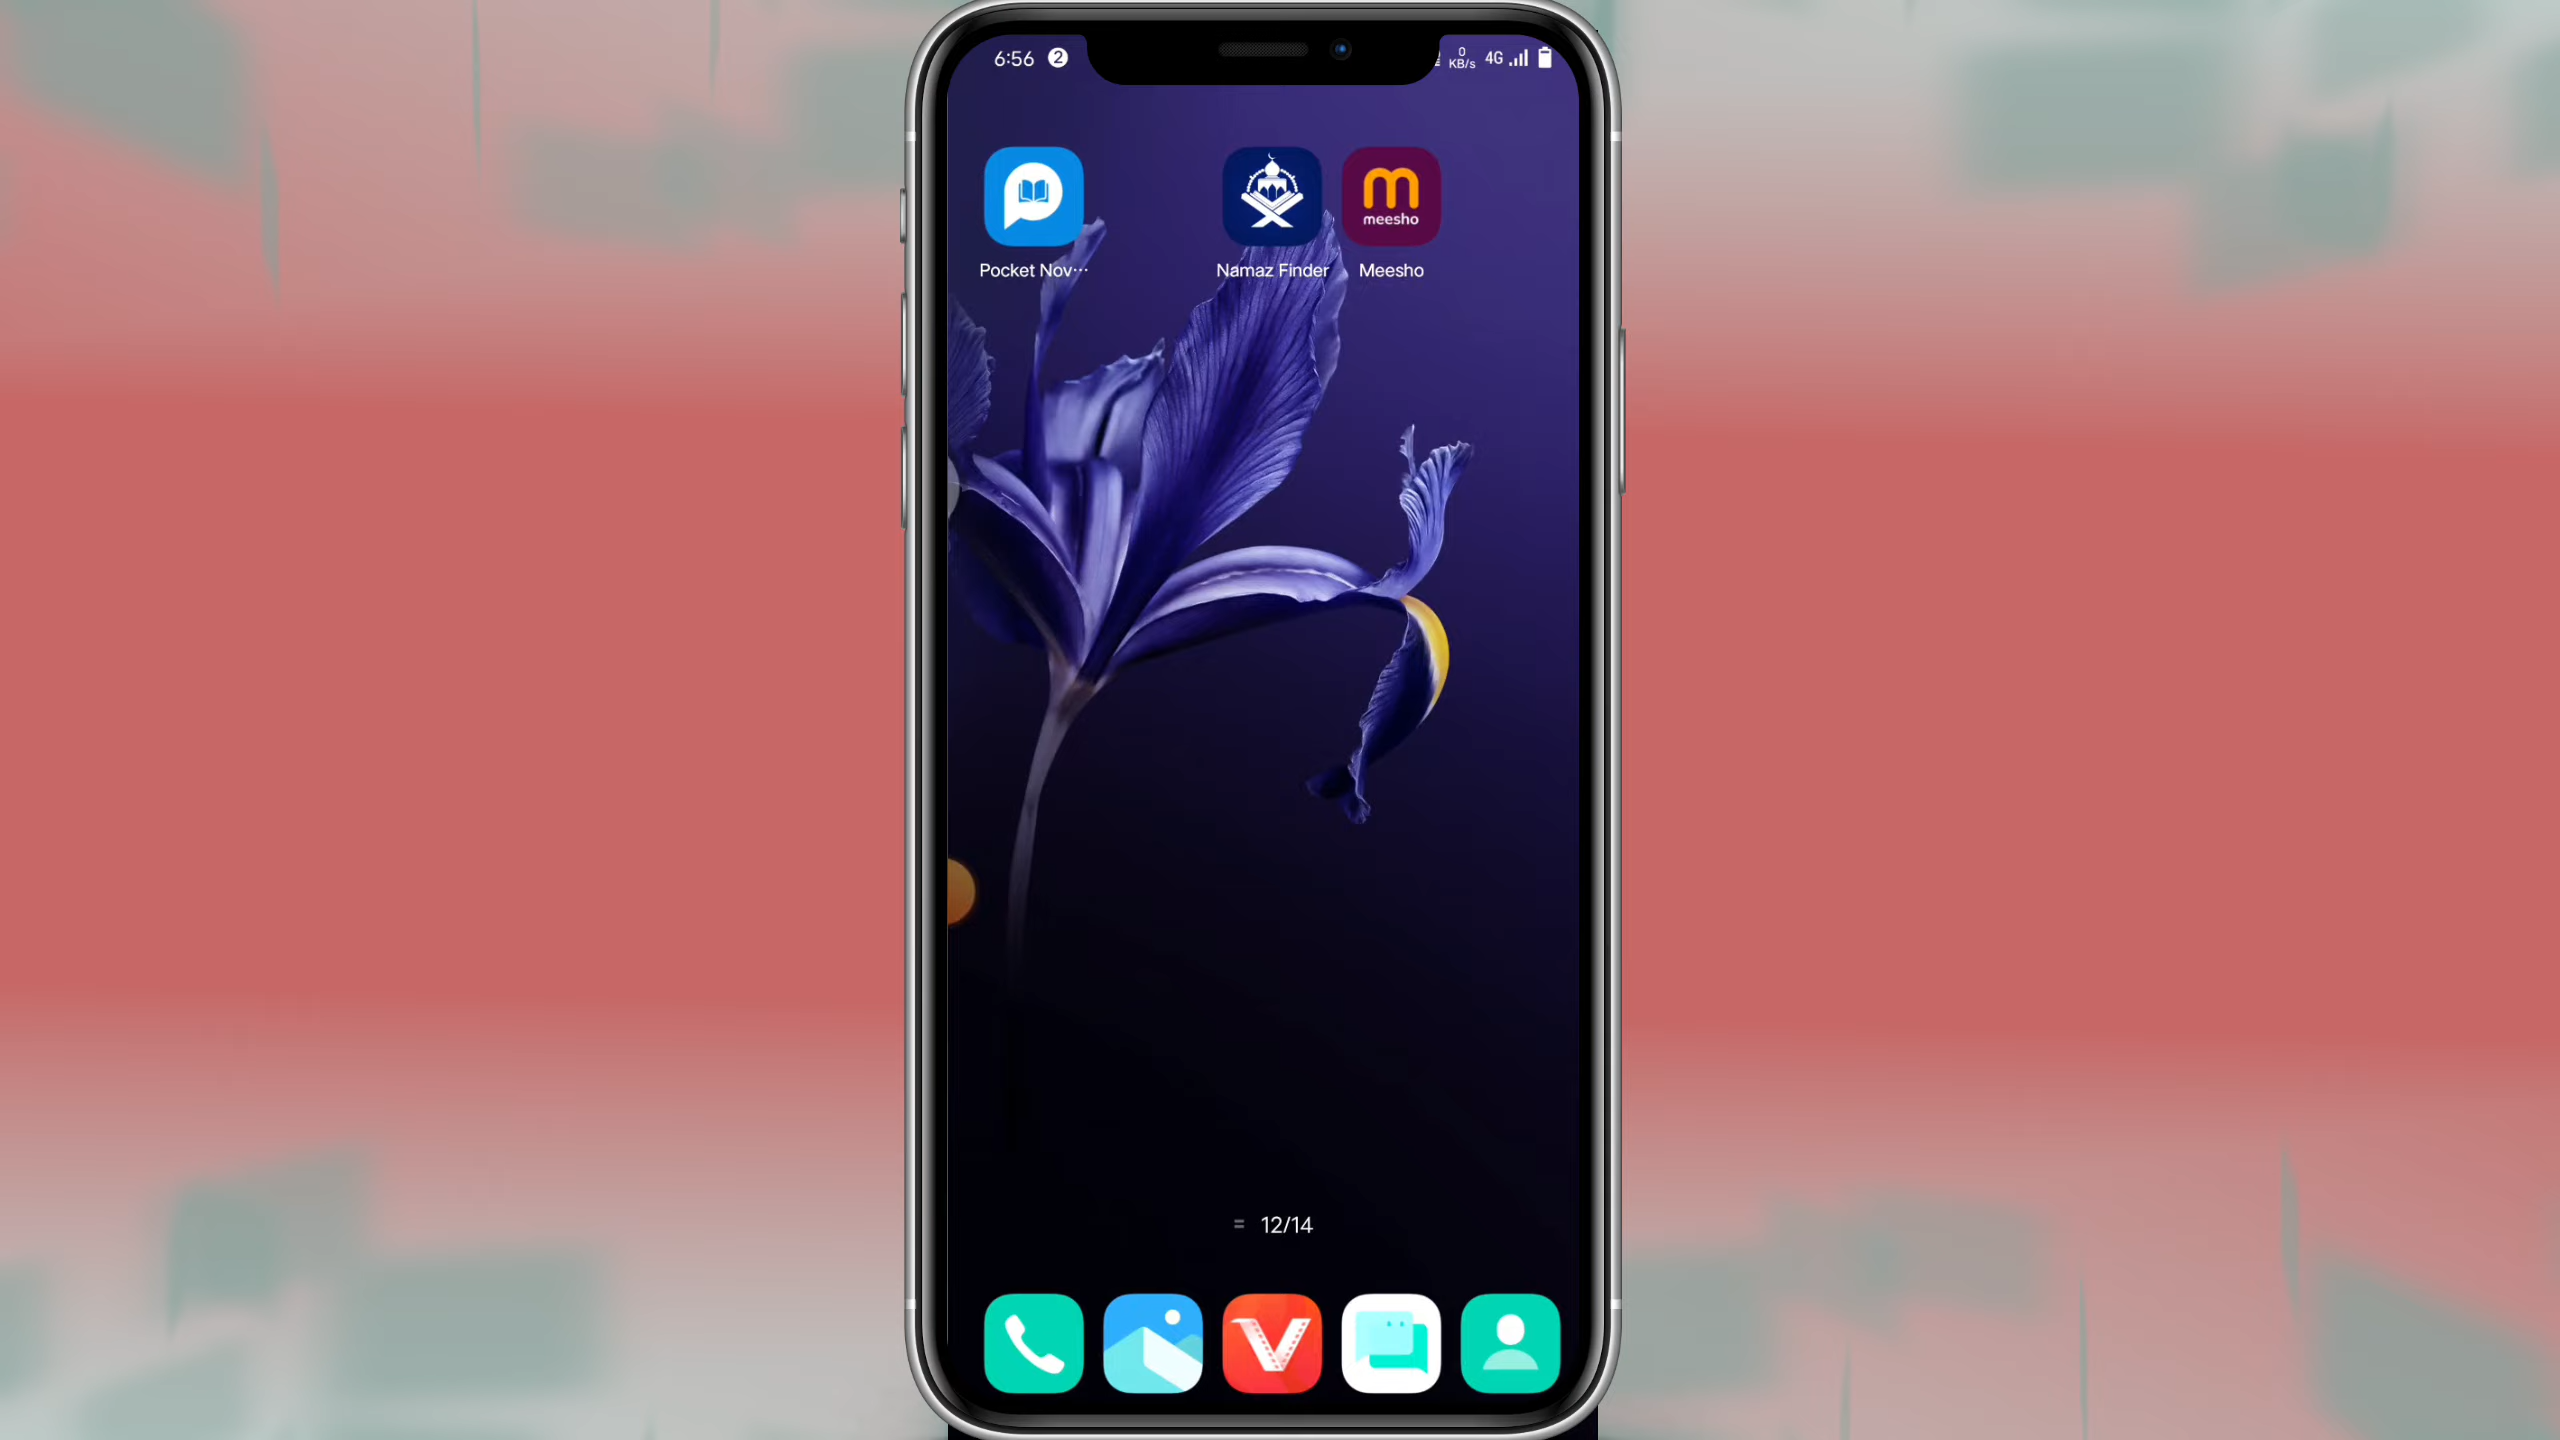 6:56 2
0
KB/s 4G
meesho
Pocket Nov…
Namaz Finder
Meesho
12/14